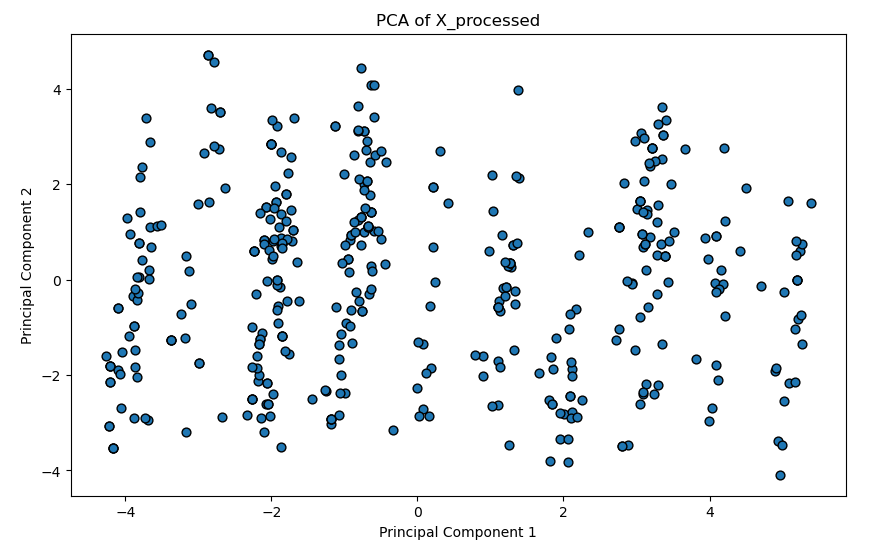 PCA of X_processed
4
2
0
−2
−4
Principal Component 2
−4 −2 0 2 4
Principal Component 1